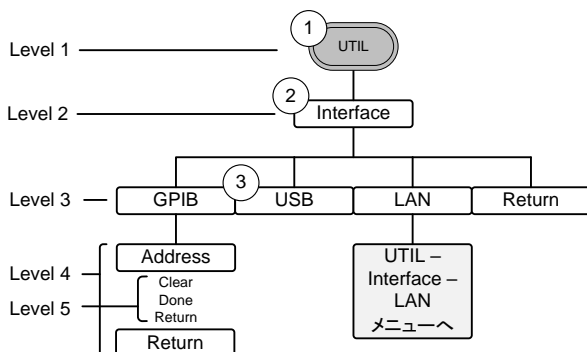 1
Level 1
UTIL
2
Level 2
Interface
3
Level 3
GPIB
USB
LAN
Return
Level 4
Address
UTIL –
Interface –
LAN
メニューへ
Level 5
Clear
Done
Return
Return